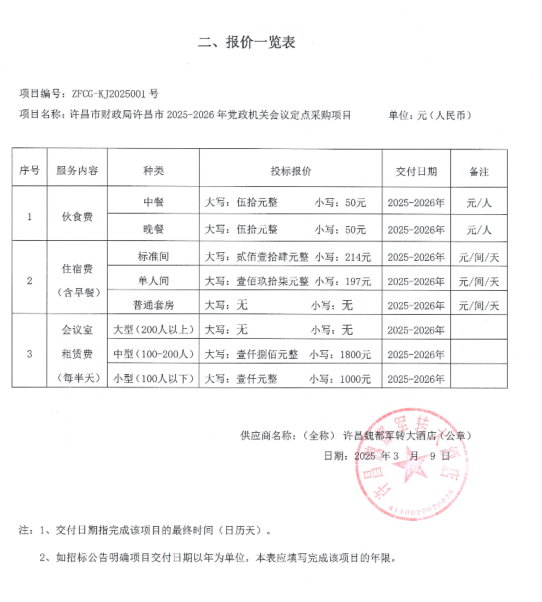 二、报价一览表
项目编号：ZFCG-KJ2025001 号
项目名称：许昌市财政局许昌市 2025-2026 年党政机关会议定点采购项目 单位：元（人民币）
序号 服务内容 种类 投标报价 交付日期 备注
1 伙食费 中餐 大写：伍拾元整 小写：50元 2025-2026年 元/人
晚餐 大写：伍拾元整 小写：50元 2025-2026年 元/人
2 住宿费（含早餐） 标准间 大写：贰佰壹拾肆元整 小写：214元 2025-2026年 元/间/天
单人间 大写：壹佰玖拾柒元整 小写：197元 2025-2026年 元/间/天
普通套房 大写：无 小写：无 2025-2026年
3 会议室租赁费（每半天） 大型(200人以上) 大写：无 小写：无 2025-2026年
中型(100-200人) 大写：壹仟捌佰元整 小写：1800元 2025-2026年
小型(100人以下) 大写：壹仟元整 小写：1000元 2025-2026年
供应商名称：（全称） 许昌魏都军转大酒店（公章）
日期：2025 年 3 月 9 日
许昌魏都军转大酒店
注：1、交付日期指完成该项目的最终时间（日历天）。
2、如招标公告明确项目交付日期以年为单位，本表应填写完成该项目的年限。